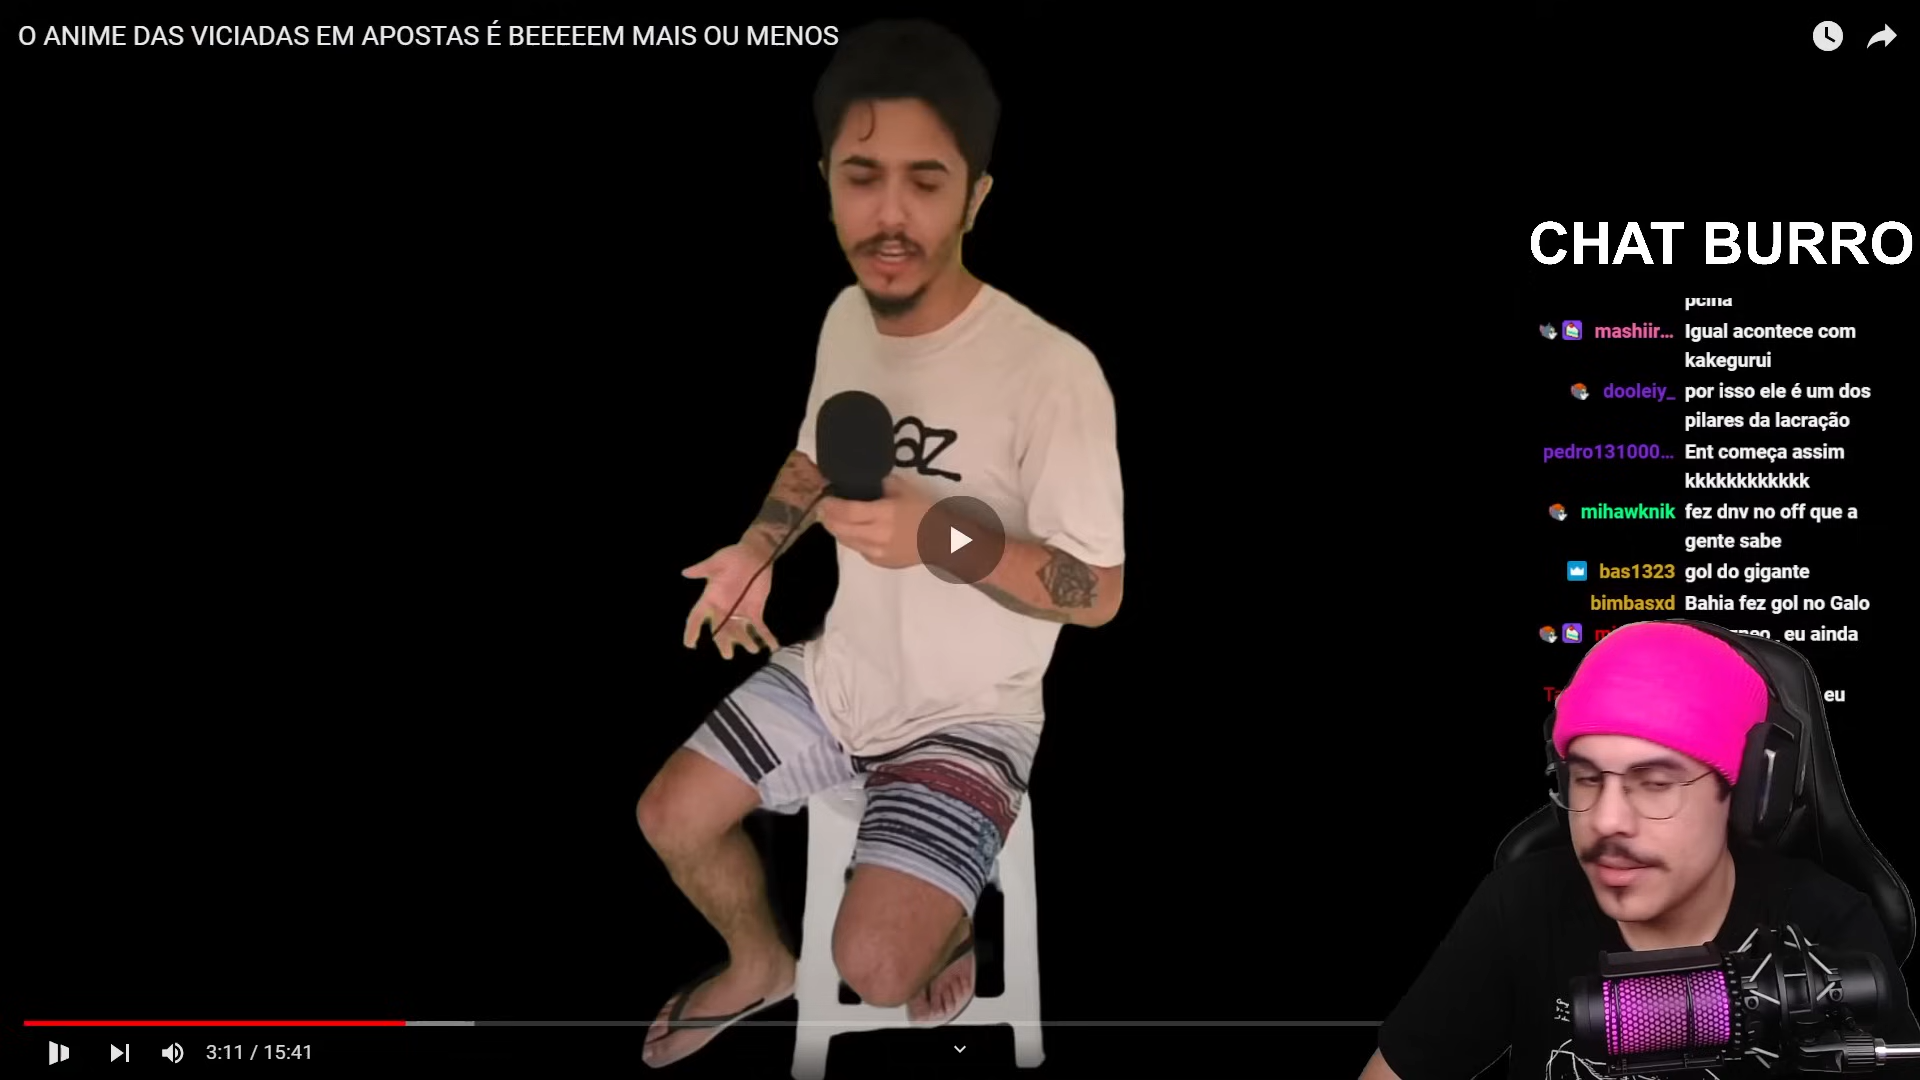 O ANIME DAS VICIADAS EM APOSTAS É BEEEEEM MAIS OU MENOS
CHAT BURRO
mashiir... Igual acontece com
kakegurui
dooleiy_ por isso ele é um dos
pilares da lacração
pedro131000... Ent começa assim
kkkkkkkkkkkk
mihawknik fez dnv no off que a
gente sabe
bas1323 gol do gigante
bimbasxd Bahia fez gol no Galo
eu ainda
eu
az
3:11 / 15:41